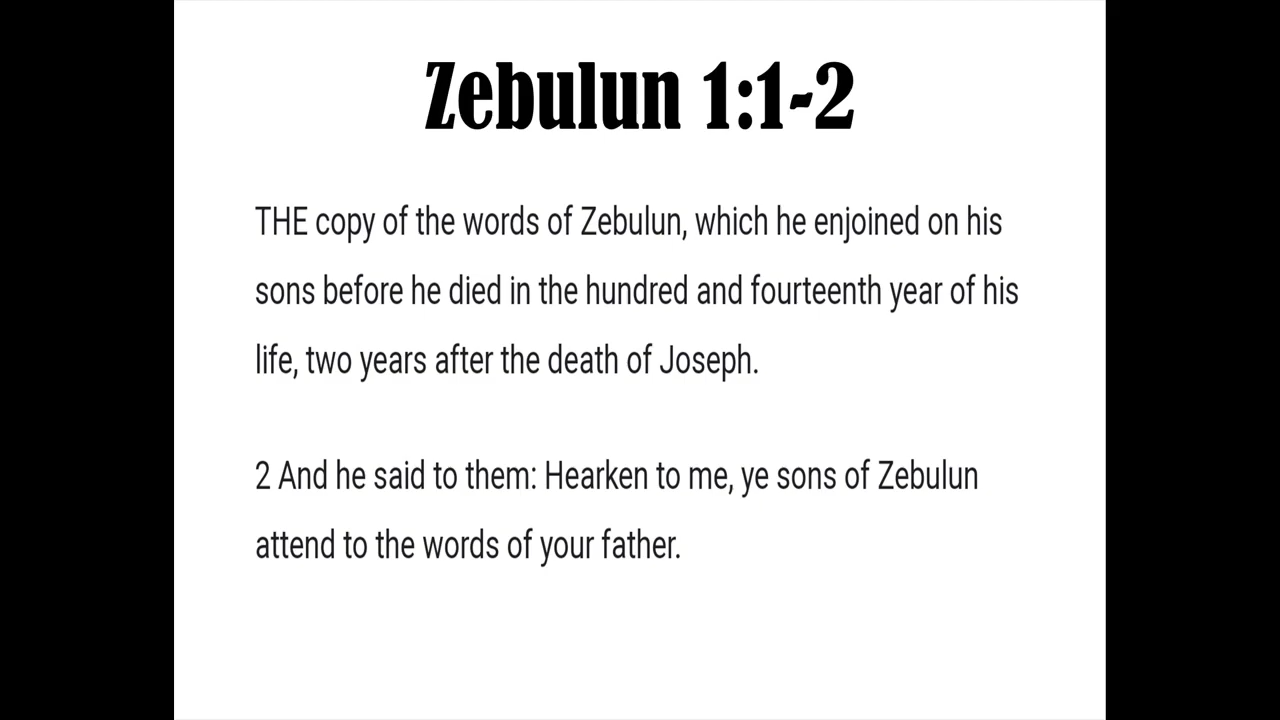 Zebulun 1:1-2
THE copy of the words of Zebulun, which he enjoined on his
sons before he died in the hundred and fourteenth year of his
life, two years after the death of Joseph.
2 And he said to them: Hearken to me, ye sons of Zebulun
attend to the words of your father.